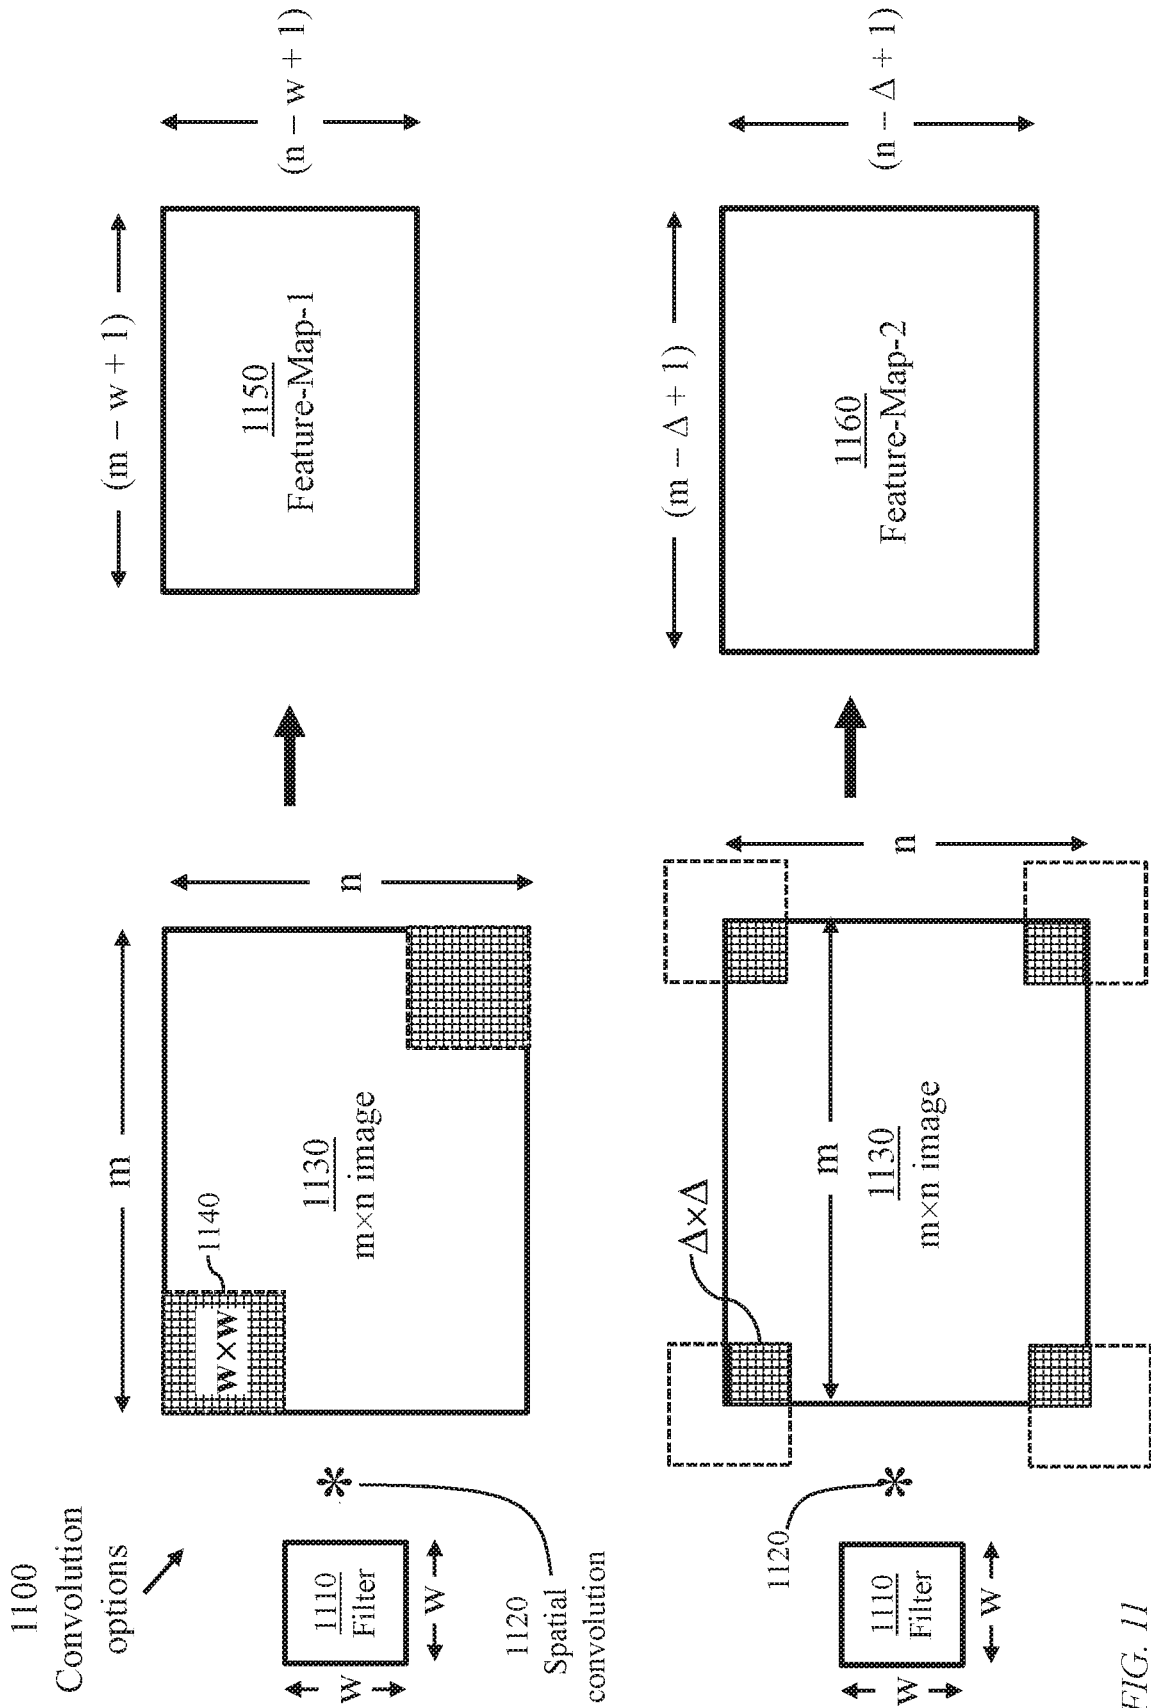 1100
Convolution
options
w
1110
Filter
w
1120
Spatial
convolution
*
m
w×w
1140
1130
m×n image
n
(m − w + 1)
1150
Feature-Map-1
(n − w + 1)
w
1110
Filter
w
1120
*
Δ×Δ
m
1130
m×n image
n
(m − Δ + 1)
1160
Feature-Map-2
(n − Δ + 1)
FIG. 11